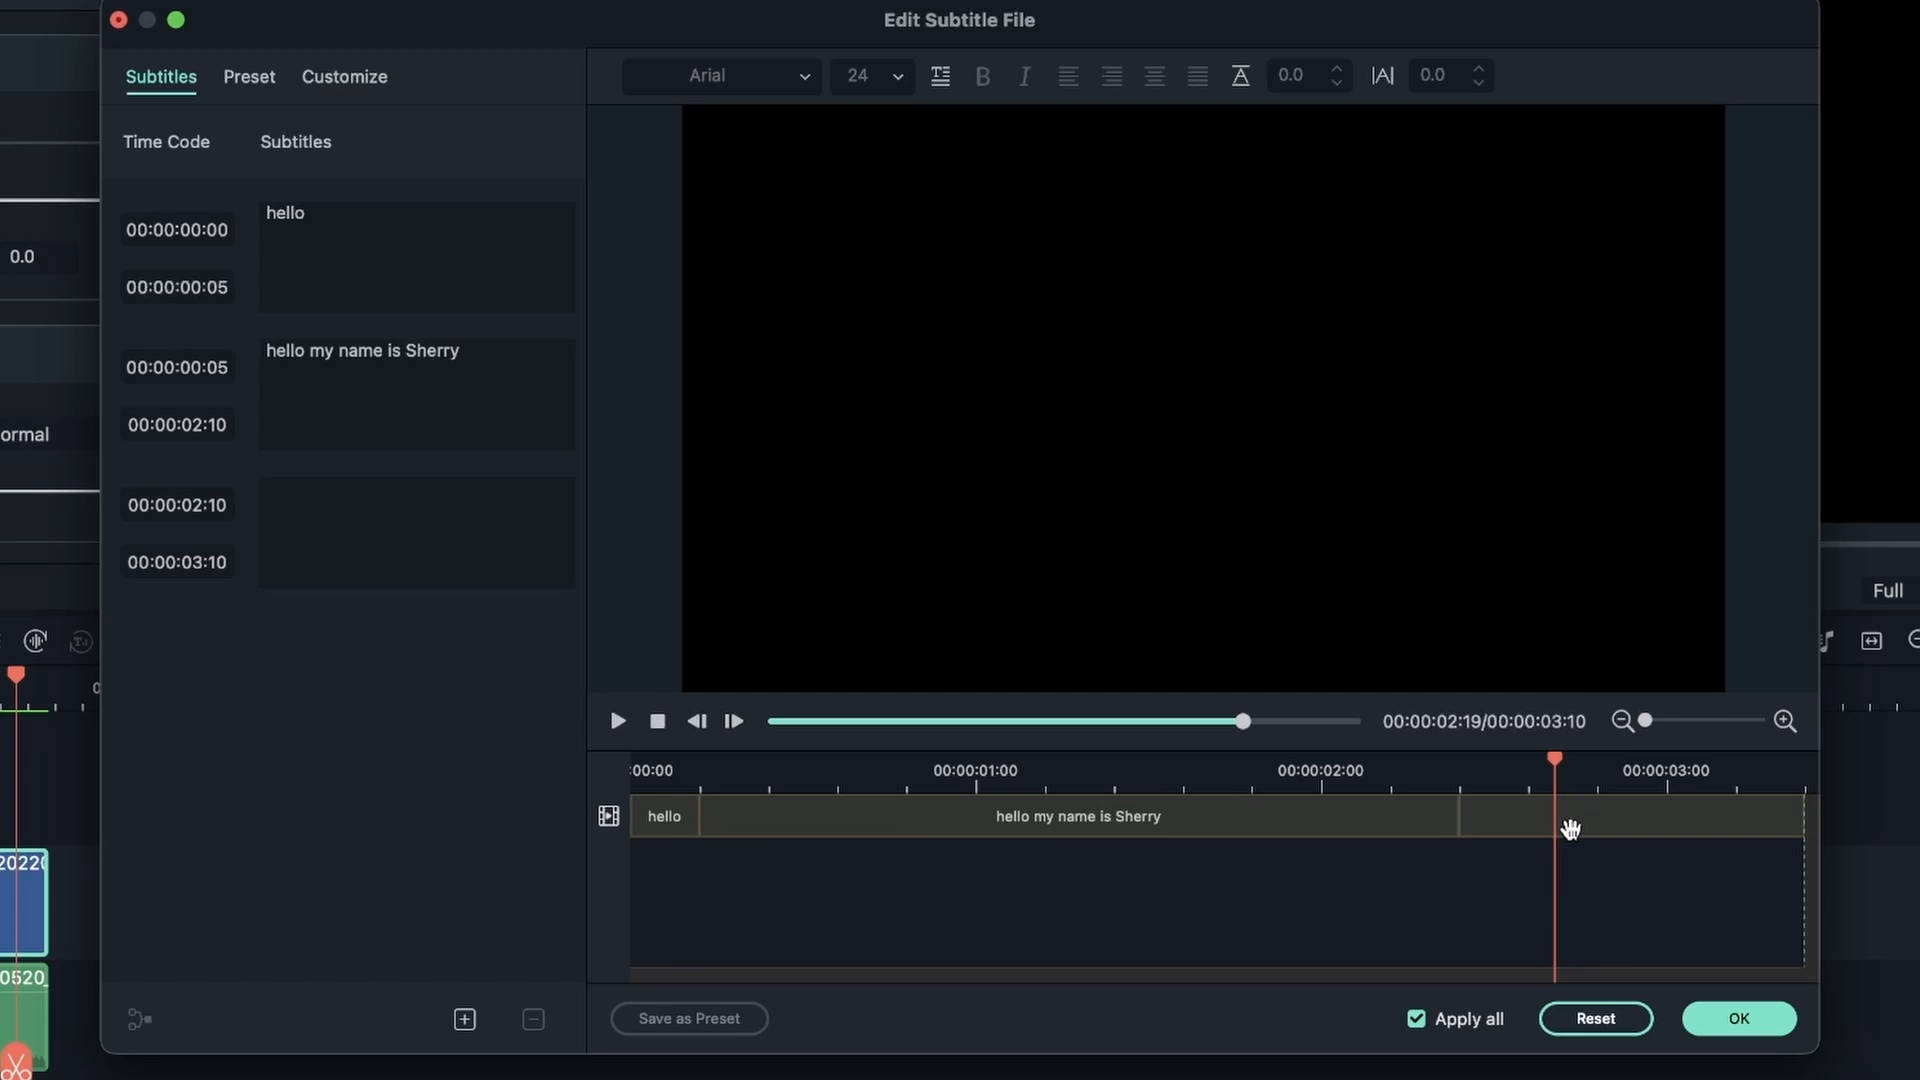 Edit Subtitle File
Subtitles Preset Customize
Arial 24 B I 0.0 |A| 0.0
Time Code Subtitles
00:00:00:00 hello
00:00:00:05
00:00:00:05 hello my name is Sherry
00:00:02:10
00:00:02:10
00:00:03:10
0.0
ormal
Full
00:00:02:19/00:00:03:10
:00:00 00:00:01:00 00:00:02:00 00:00:03:00
hello hello my name is Sherry
20220
0520_
Save as Preset Apply all Reset OK